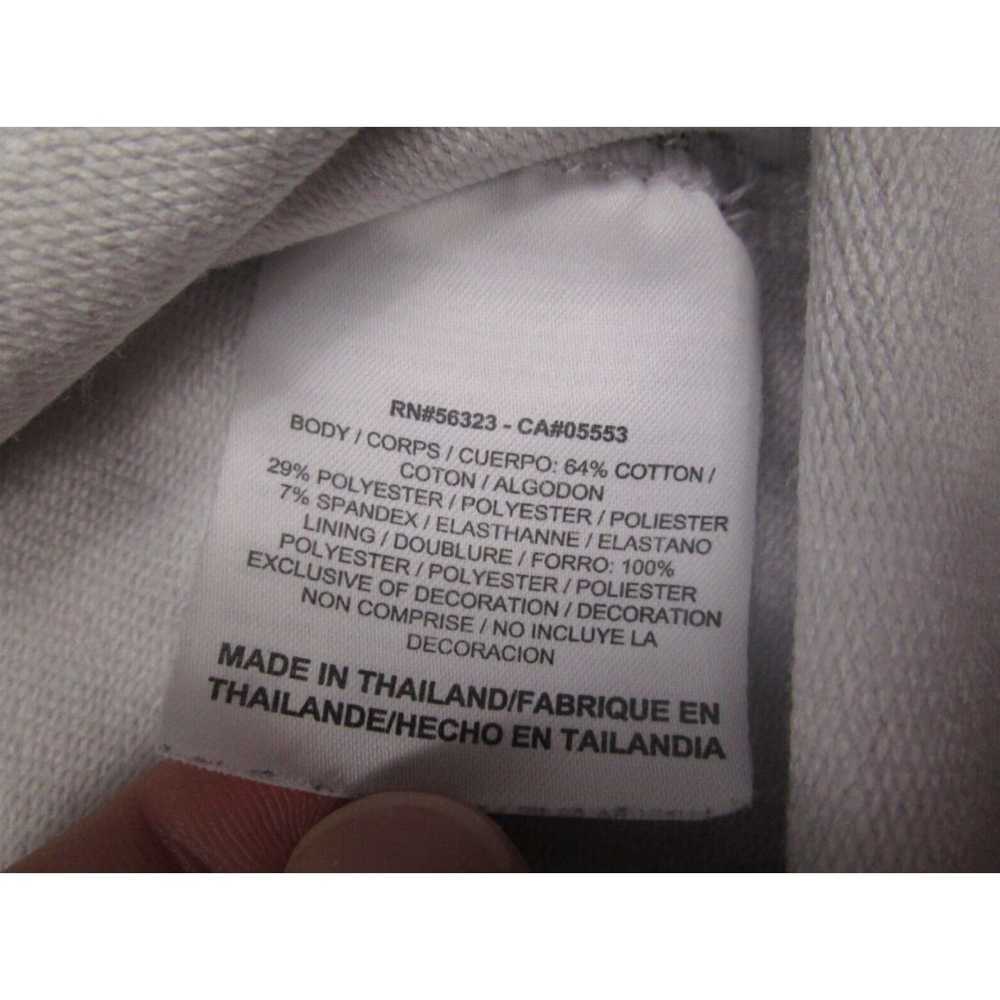 RN#56323 - CA#05553
BODY / CORPS / CUERPO: 64% COTTON /
COTON / ALGODON
29% POLYESTER / POLYESTER / POLIESTER
7% SPANDEX / ELASTHANNE / ELASTANO
LINING / DOUBLURE / FORRO: 100%
POLYESTER / POLYESTER / POLIESTER
EXCLUSIVE OF DECORATION / DECORATION
NON COMPRISE / NO INCLUYE LA
DECORACION
MADE IN THAILAND/FABRIQUE EN
THAILANDE/HECHO EN TAILANDIA